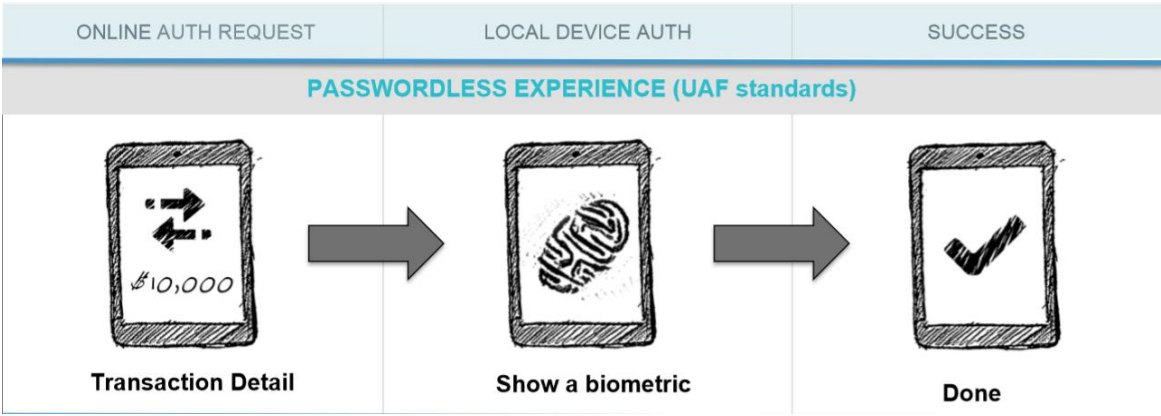 ONLINE AUTH REQUEST
LOCAL DEVICE AUTH
SUCCESS
PASSWORDLESS EXPERIENCE (UAF standards)
$10,000
Transaction Detail
Show a biometric
Done